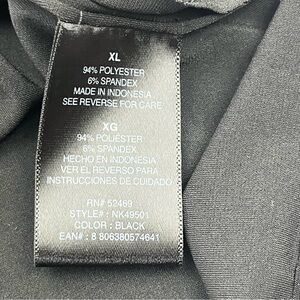 XL
94% POLYESTER
6% SPANDEX
MADE IN INDONESIA
SEE REVERSE FOR CARE
XG
94% POLIÉSTER
6% SPANDEX
HECHO EN INDONESIA
VER EL REVERSO PARA
INSTRUCCIONES DE CUIDADO
RN# 52469
STYLE# : NK49501
COLOR : BLACK
EAN# : 8 806380574641